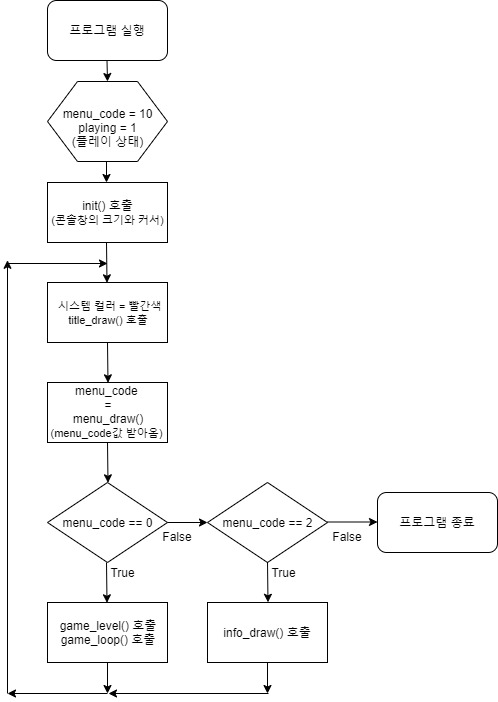 프로그램 실행
menu_code = 10
playing = 1
(플레이 상태)
init() 호출
(콘솔창의 크기와 커서)
시스템 컬러 = 빨간색
title_draw() 호출
menu_code
=
menu_draw()
(menu_code값 받아옴)
menu_code == 0
False
menu_code == 2
False
프로그램 종료
True
True
game_level() 호출
game_loop() 호출
info_draw() 호출